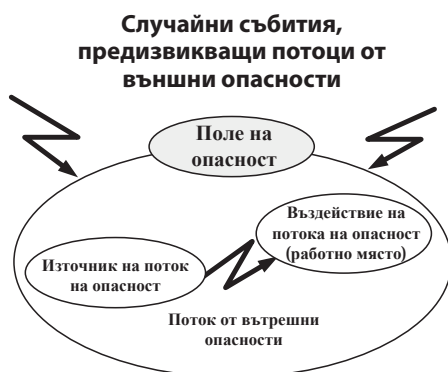 Случайни събития,
предизвикващи потоци от
външни опасности
Поле на
опасност
Въздействие на
потока на опасност
(работно място)
Източник на поток
на опасност
Поток от вътрешни
опасности